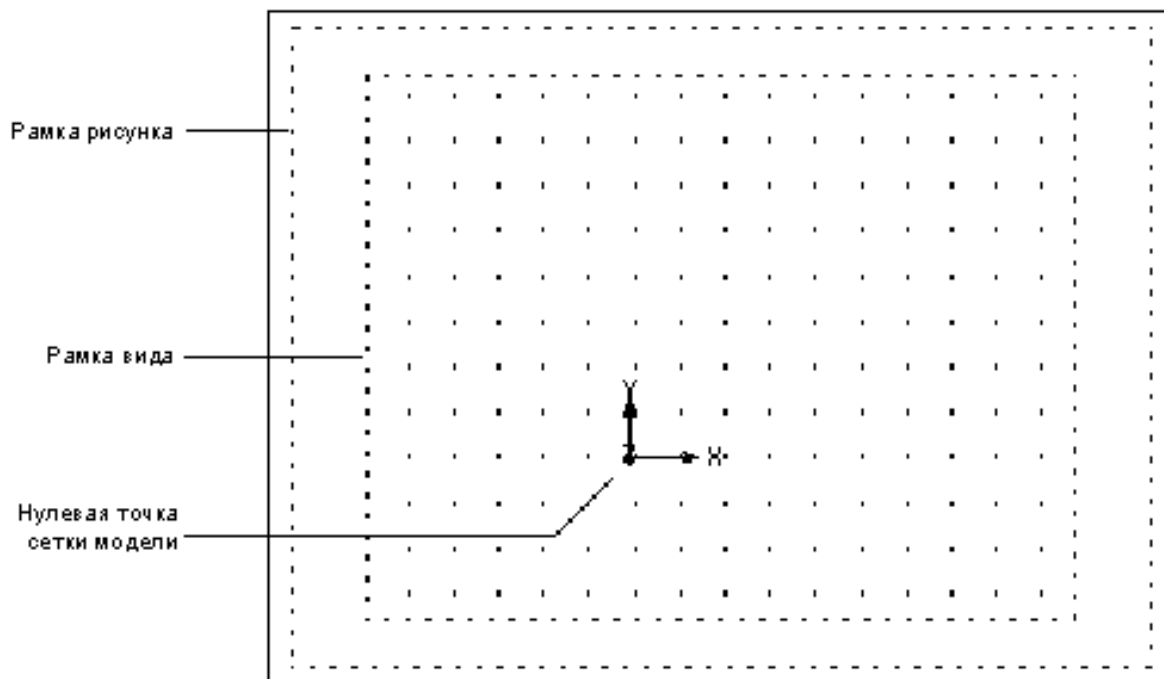 Рамка рисунка
Рамка вида
Y
X
Нулевая точка
сетки модели